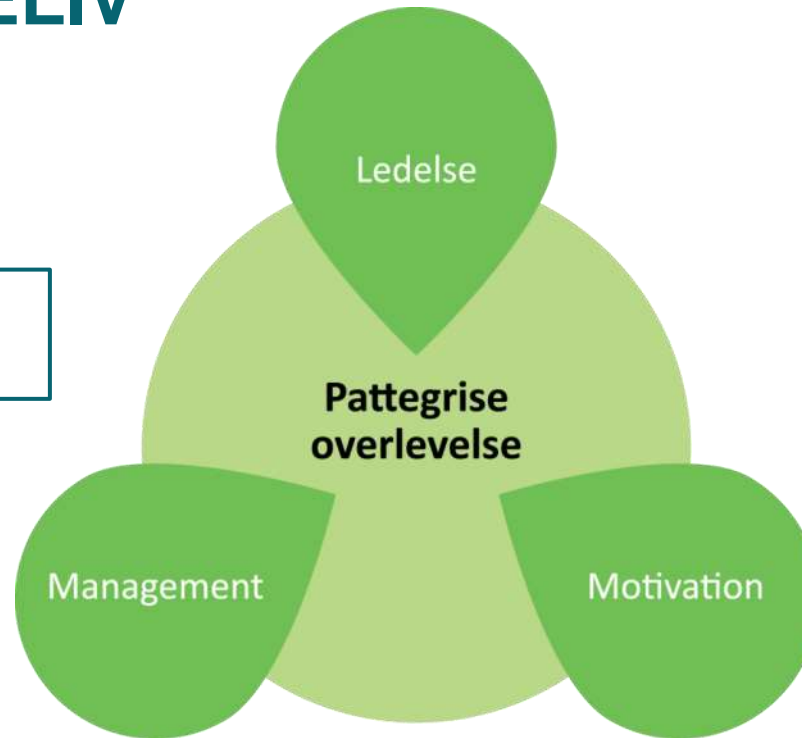 Ledelse
Pattegrise
overlevelse
Management
Motivation